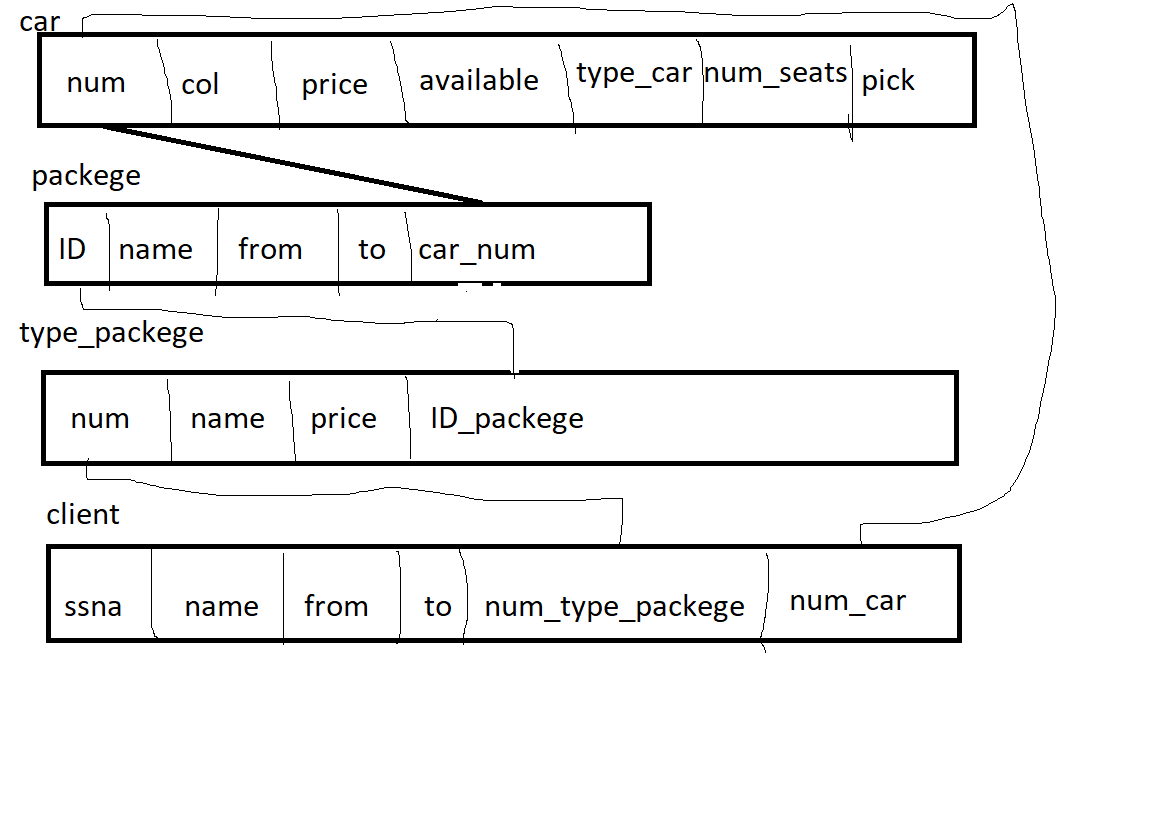 car
num col price available type_car num_seats pick
packege
ID name from to car_num
type_packege
num name price ID_packege
client
ssna name from to num_type_packege num_car